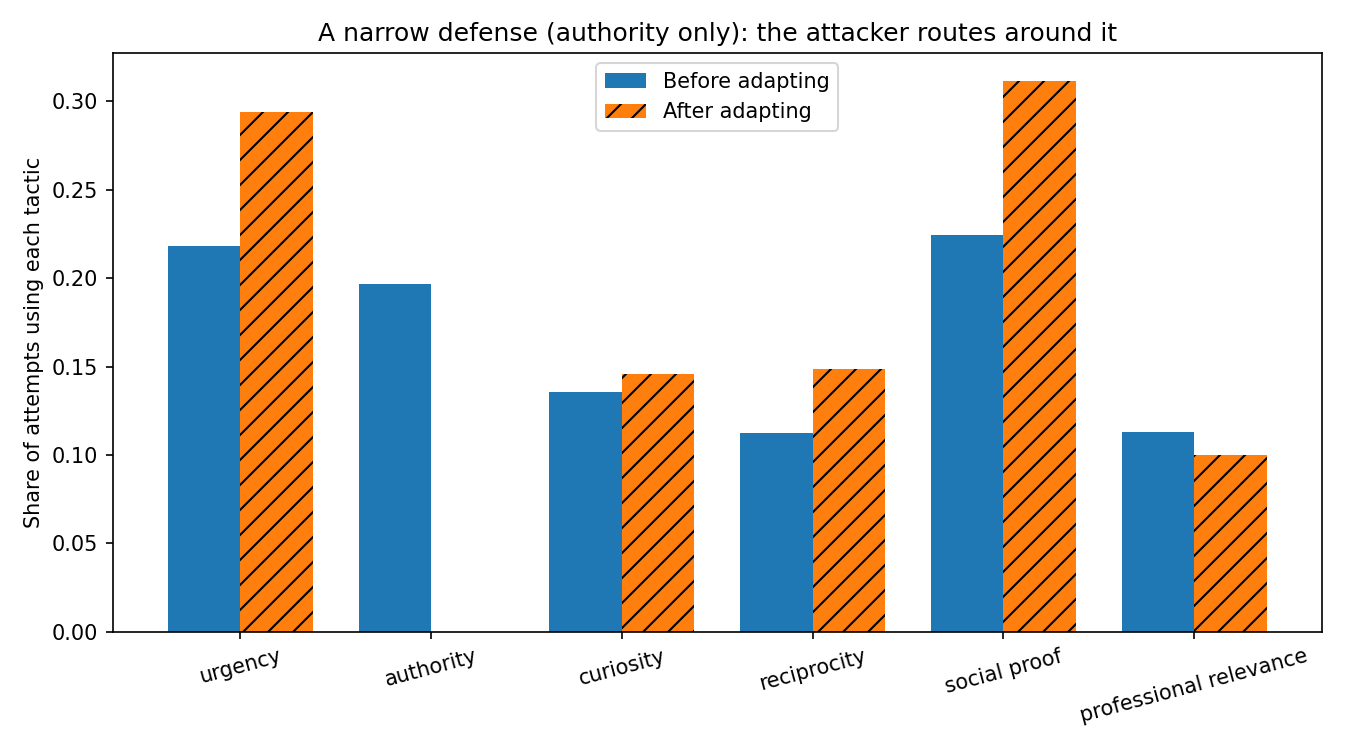 A narrow defense (authority only): the attacker routes around it
Before adapting
After adapting
Share of attempts using each tactic
0.30
0.25
0.20
0.15
0.10
0.05
0.00
urgency
authority
curiosity
reciprocity
social proof
professional relevance